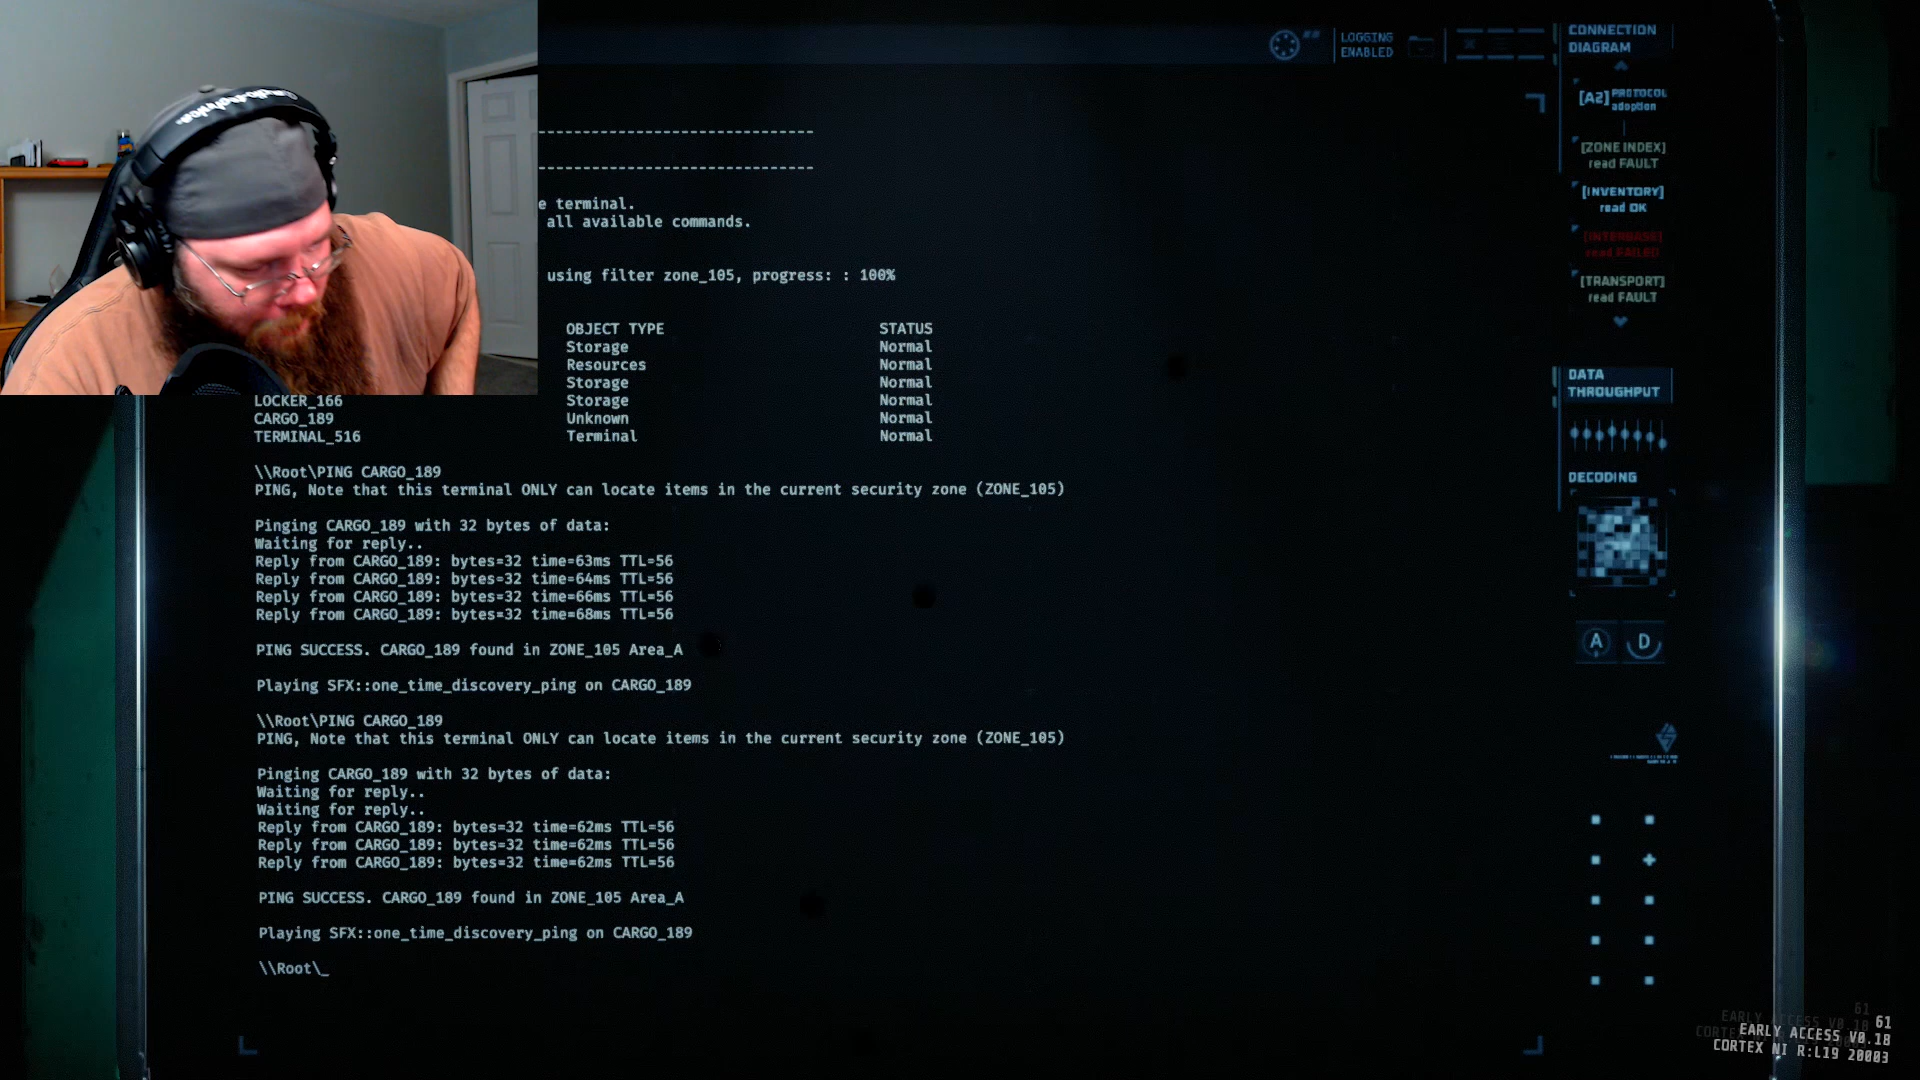 LOGGING
ENABLED
e terminal.
all available commands.
using filter zone_105, progress: : 100%
OBJECT TYPE STATUS
Storage Normal
Resources Normal
Storage Normal
LOCKER_166 Storage Normal
CARGO_189 Unknown Normal
TERMINAL_516 Terminal Normal
\\Root\PING CARGO_189
PING, Note that this terminal ONLY can locate items in the current security zone (ZONE_105)
Pinging CARGO_189 with 32 bytes of data:
Waiting for reply..
Reply from CARGO_189: bytes=32 time=63ms TTL=56
Reply from CARGO_189: bytes=32 time=64ms TTL=56
Reply from CARGO_189: bytes=32 time=66ms TTL=56
Reply from CARGO_189: bytes=32 time=68ms TTL=56
PING SUCCESS. CARGO_189 found in ZONE_105 Area_A
Playing SFX::one_time_discovery_ping on CARGO_189
\\Root\PING CARGO_189
PING, Note that this terminal ONLY can locate items in the current security zone (ZONE_105)
Pinging CARGO_189 with 32 bytes of data:
Waiting for reply..
Waiting for reply..
Reply from CARGO_189: bytes=32 time=62ms TTL=56
Reply from CARGO_189: bytes=32 time=62ms TTL=56
Reply from CARGO_189: bytes=32 time=62ms TTL=56
PING SUCCESS. CARGO_189 found in ZONE_105 Area_A
Playing SFX::one_time_discovery_ping on CARGO_189
\\Root\_
CONNECTION
DIAGRAM
[A2] PROTOCOL
adoption
[ZONE INDEX]
read FAULT
[INVENTORY]
read OK
[INTERBASE]
read FAILED
[TRANSPORT]
read FAULT
DATA
THROUGHPUT
DECODING
A D
61
EARLY ACCESS V0.18
CORTEX NI R:L19 20003
audio-technica